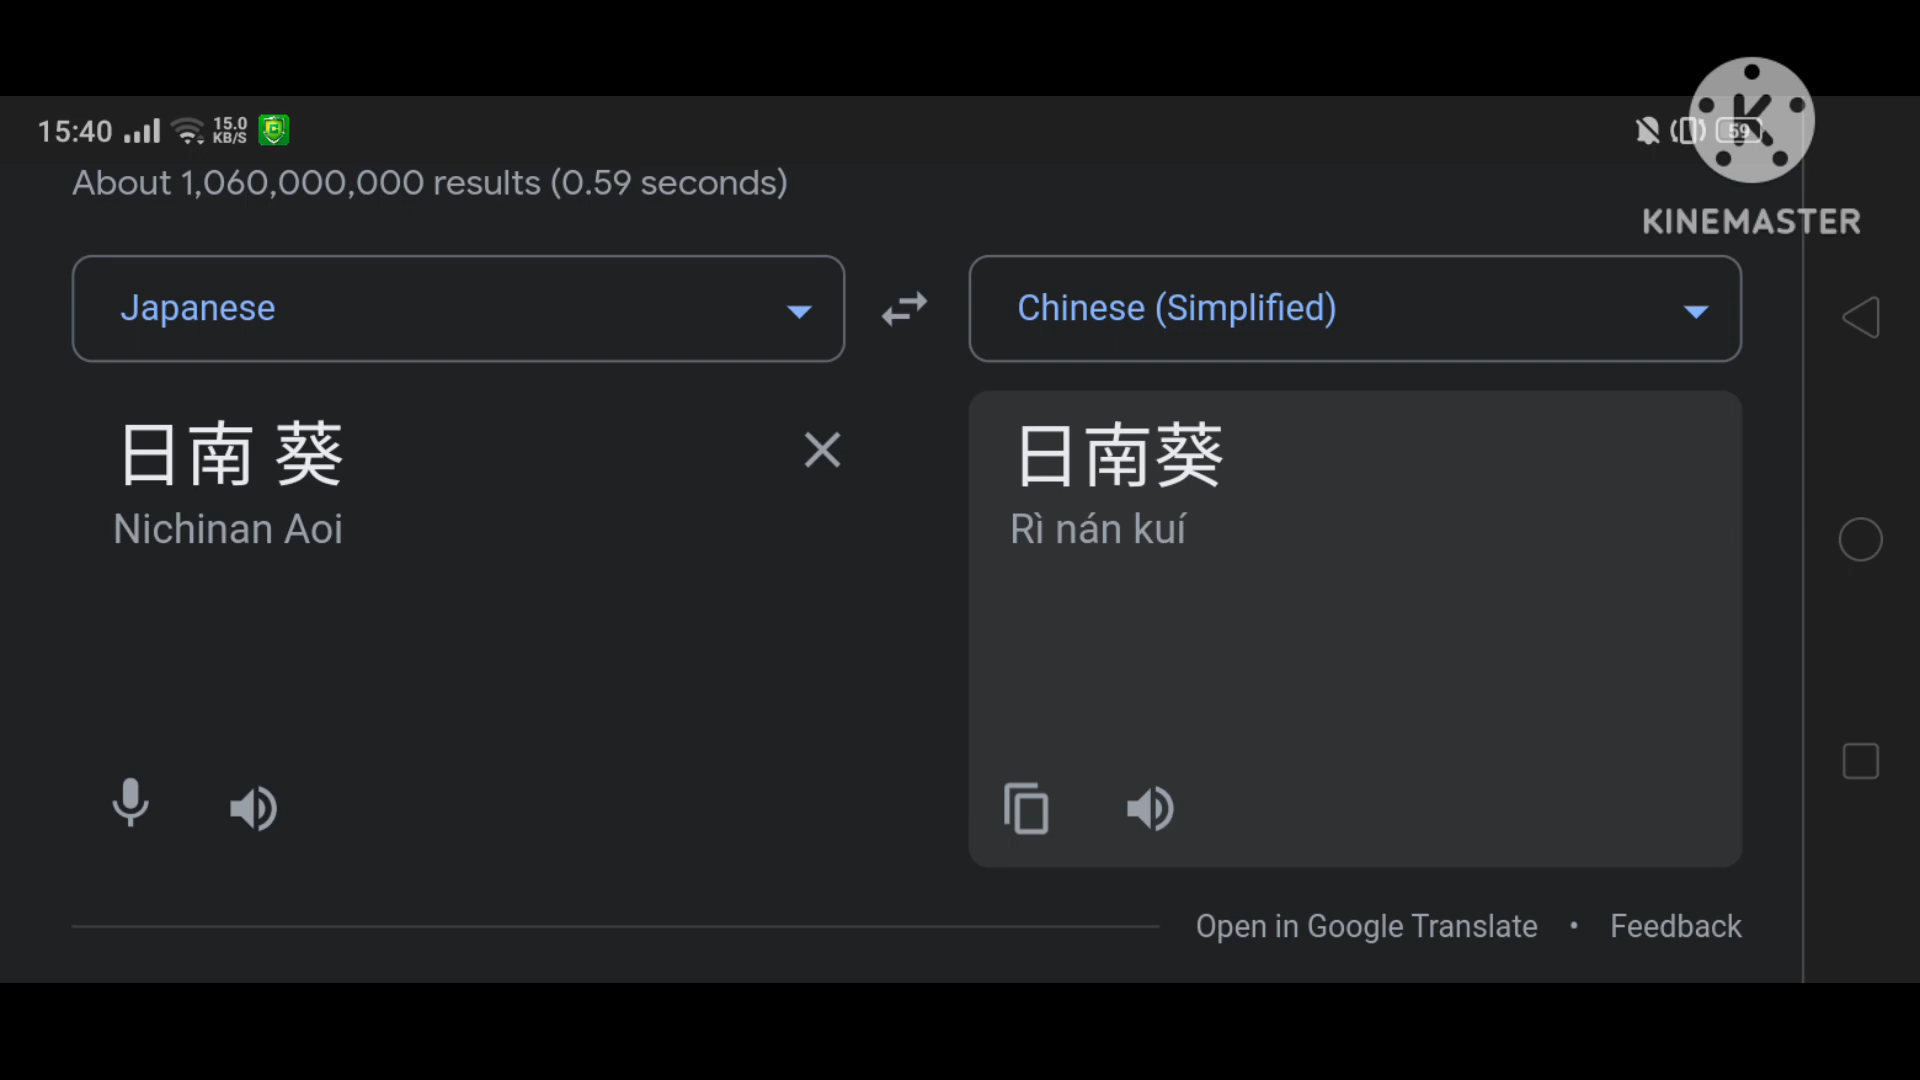 15:40 15.0 KB/S 59
About 1,060,000,000 results (0.59 seconds)
KINEMASTER
Japanese
Chinese (Simplified)
日南 葵
Nichinan Aoi
日南葵
Rì nán kuí
Open in Google Translate • Feedback